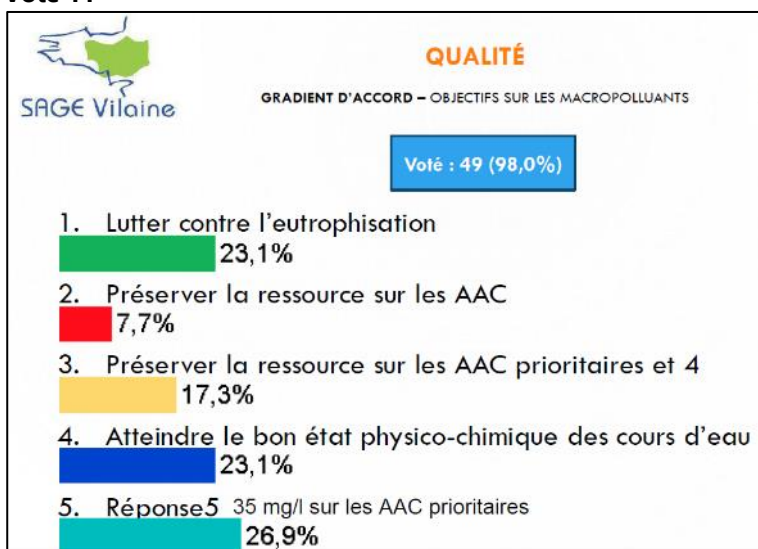 SAGE Vilaine
QUALITÉ
GRADIENT D'ACCORD – OBJECTIFS SUR LES MACROPOLLUANTS
Voté : 49 (98,0%)
1. Lutter contre l'eutrophisation
23,1%
2. Préserver la ressource sur les AAC
7,7%
3. Préserver la ressource sur les AAC prioritaires et 4
17,3%
4. Atteindre le bon état physico-chimique des cours d'eau
23,1%
5. Réponse5 35 mg/l sur les AAC prioritaires
26,9%